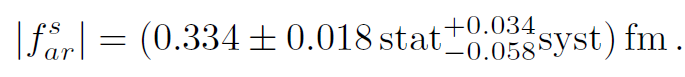 |f^s_{ar}| = (0.334 ± 0.018 stat^{+0.034}_{−0.058}syst) fm .